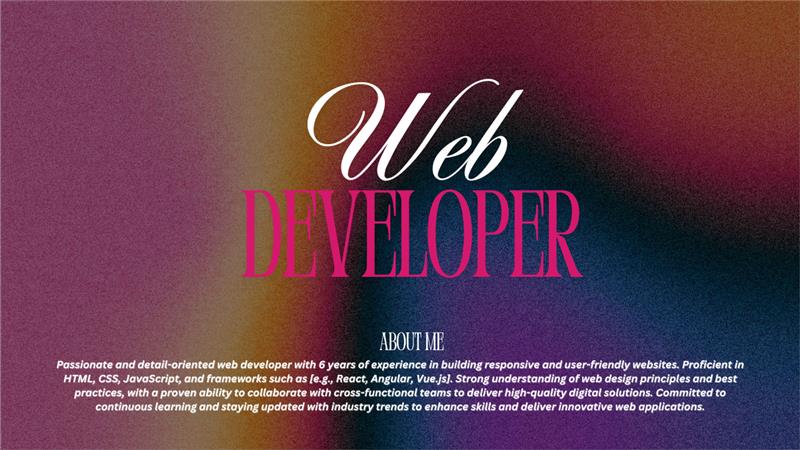 Web
DEVELOPER
ABOUT ME
Passionate and detail-oriented web developer with 6 years of experience in building responsive and user-friendly websites. Proficient in
HTML, CSS, JavaScript, and frameworks such as [e.g., React, Angular, Vue.js]. Strong understanding of web design principles and best
practices, with a proven ability to collaborate with cross-functional teams to deliver high-quality digital solutions. Committed to
continuous learning and staying updated with industry trends to enhance skills and deliver innovative web applications.